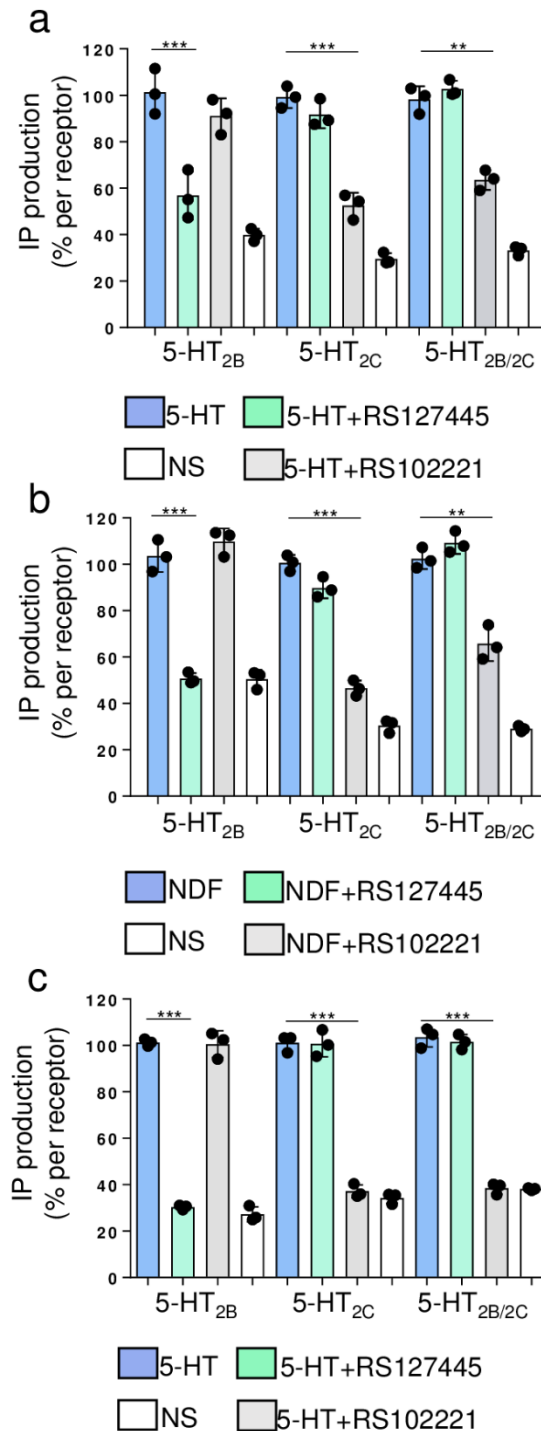 a
*** *** **
IP production
(% per receptor)
120
100
80
60
40
20
0
5-HT2B 5-HT2C 5-HT2B/2C
5-HT 5-HT+RS127445
NS 5-HT+RS102221
b
*** *** **
IP production
(% per receptor)
120
100
80
60
40
20
0
5-HT2B 5-HT2C 5-HT2B/2C
NDF NDF+RS127445
NS NDF+RS102221
c
*** *** ***
IP production
(% per receptor)
120
100
80
60
40
20
0
5-HT2B 5-HT2C 5-HT2B/2C
5-HT 5-HT+RS127445
NS 5-HT+RS102221